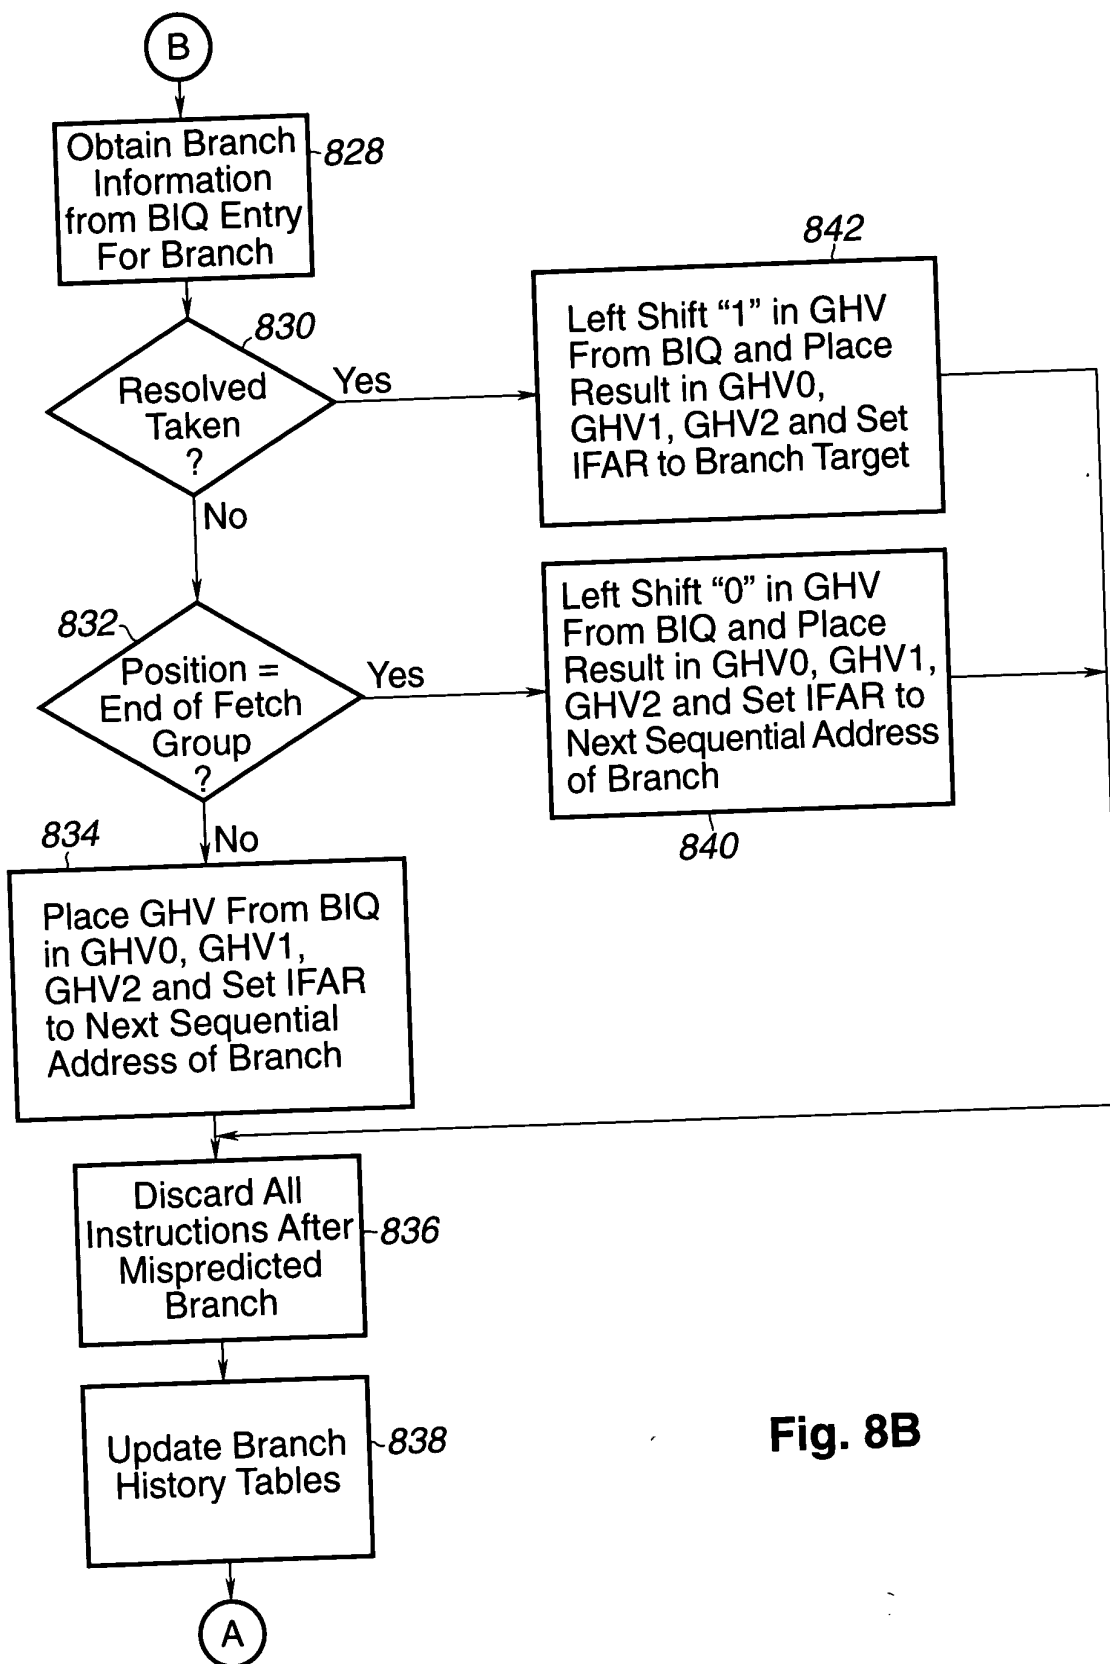 B
Obtain Branch
Information
from BIQ Entry
For Branch
828
830
Resolved
Taken
?
Yes
No
842
Left Shift “1” in GHV
From BIQ and Place
Result in GHV0,
GHV1, GHV2 and Set
IFAR to Branch Target
832
Position =
End of Fetch
Group
?
Yes
No
Left Shift “0” in GHV
From BIQ and Place
Result in GHV0, GHV1,
GHV2 and Set IFAR to
Next Sequential Address
of Branch
840
834
Place GHV From BIQ
in GHV0, GHV1,
GHV2 and Set IFAR
to Next Sequential
Address of Branch
Discard All
Instructions After
Mispredicted
Branch
836
Update Branch
History Tables
838
A
Fig. 8B